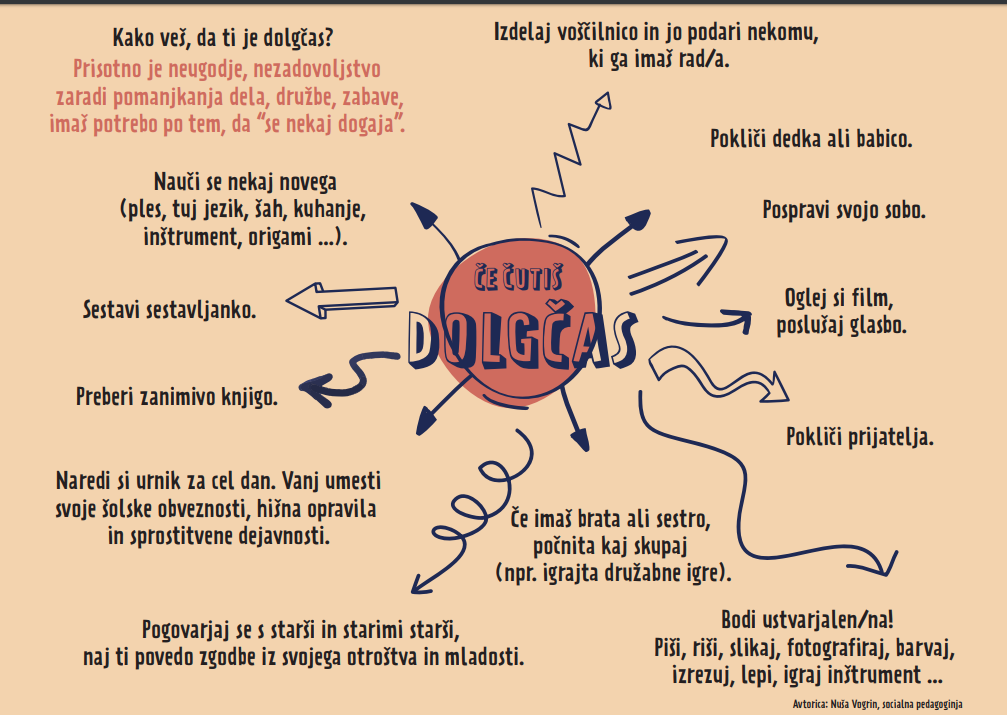 Kako veš, da ti je dolgčas?
Prisotno je neugodje, nezadovoljstvo
zaradi pomanjkanja dela, družbe, zabave,
imaš potrebo po tem, da “se nekaj dogaja”.
Izdelaj voščilnico in jo podari nekomu,
ki ga imaš rad/a.
Pokliči dedka ali babico.
Nauči se nekaj novega
(ples, tuj jezik, šah, kuhanje,
inštrument, origami ...).
Pospravi svojo sobo.
ČE ČUTIŠ
DOLGČAS
Sestavi sestavljanko.
Oglej si film,
poslušaj glasbo.
Preberi zanimivo knjigo.
Pokliči prijatelja.
Naredi si urnik za cel dan. Vanj umesti
svoje šolske obveznosti, hišna opravila
in sprostitvene dejavnosti.
Če imaš brata ali sestro,
počnita kaj skupaj
(npr. igrajta družabne igre).
Pogovarjaj se s starši in starimi starši,
naj ti povedo zgodbe iz svojega otroštva in mladosti.
Bodi ustvarjalen/na!
Piši, riši, slikaj, fotografiraj, barvaj,
izrezuj, lepi, igraj inštrument ...
Avtorica: Nuša Vogrin, socialna pedagoginja